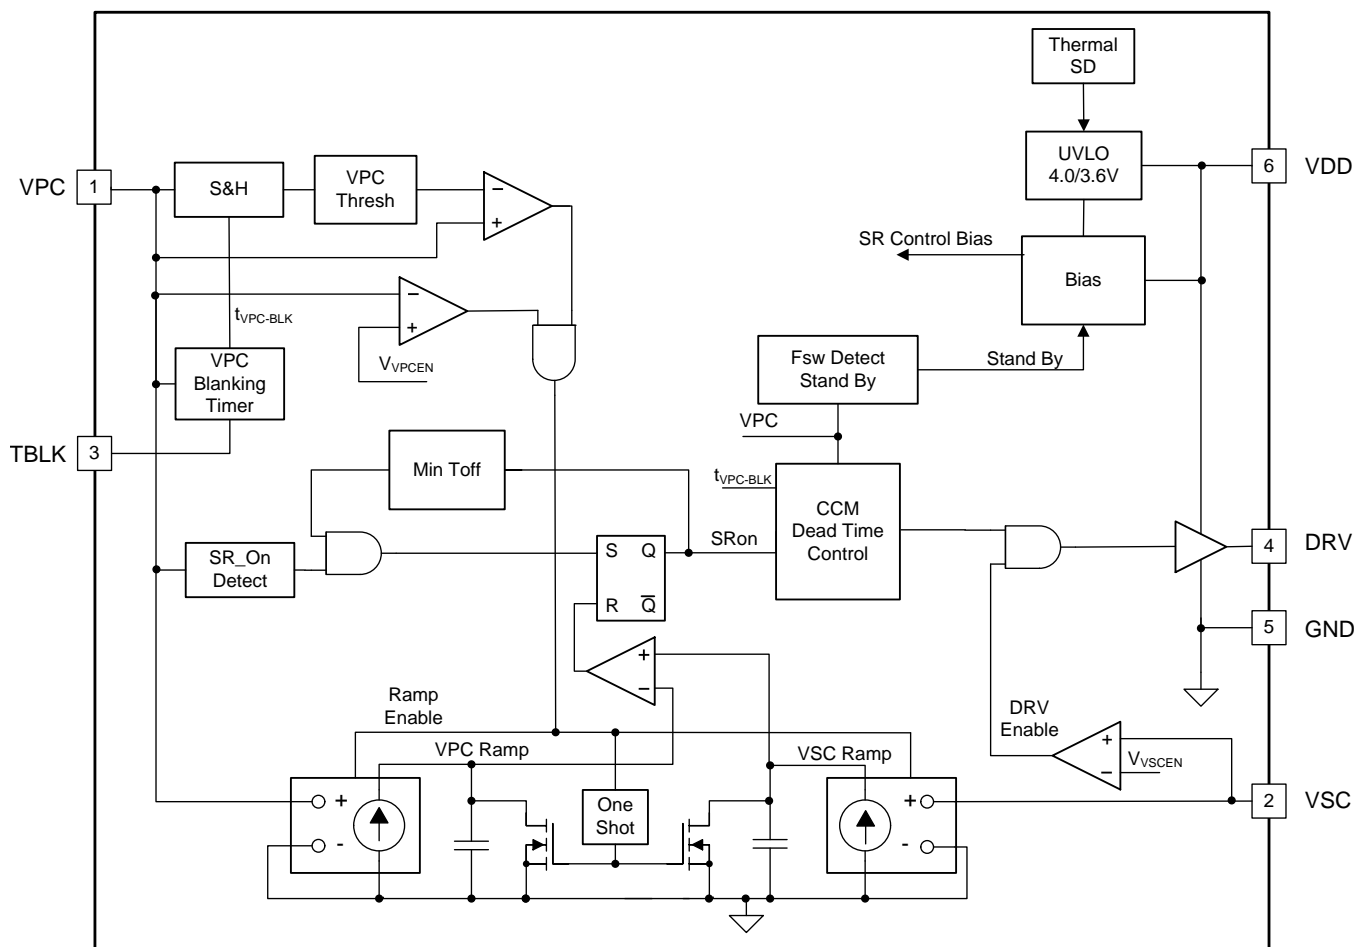 Thermal
SD
VPC
1
S&H
VPC
Thresh
−
+
UVLO
4.0/3.6V
6
VDD
SR Control Bias
Bias
tVPC-BLK
−
+
VVPCEN
VPC
Blanking
Timer
Fsw Detect
Stand By
Stand By
TBLK
3
VPC
Min Toff
tVPC-BLK
CCM
Dead Time
Control
SR_On
Detect
S Q
R Q̅
SRon
4
DRV
5
GND
+
−
Ramp
Enable
VPC Ramp
VSC Ramp
DRV
Enable
+
−
VVSCEN
2
VSC
+
-
One
Shot
+
-